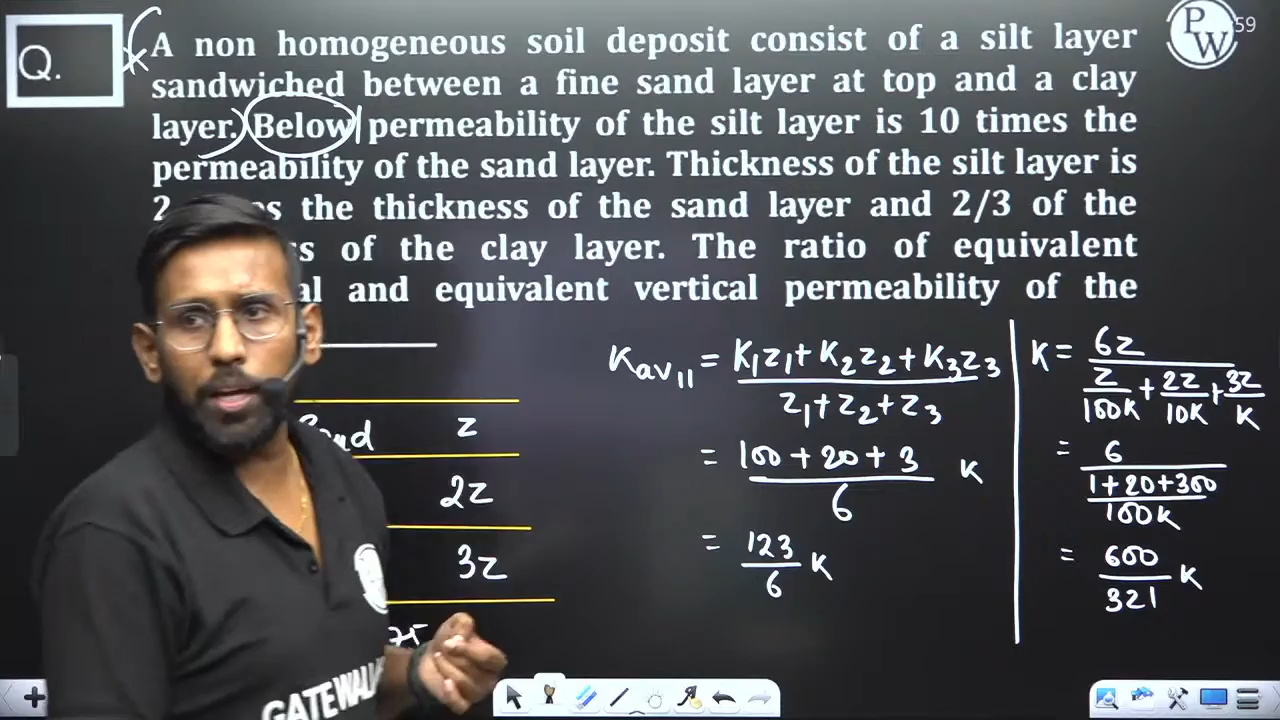 Q.
A non homogeneous soil deposit consist of a silt layer
sandwiched between a fine sand layer at top and a clay
layer. Below permeability of the silt layer is 10 times the
permeability of the sand layer. Thickness of the silt layer is
2 the thickness of the sand layer and 2/3 of the
of the clay layer. The ratio of equivalent
and equivalent vertical permeability of the
PW
59
K av || = K1z1 + K2z2 + K3z3 / z1 + z2 + z3
= 100 + 20 + 3 / 6 K
= 123 / 6 K
K = 6z / z/100K + 2z/10K + 3z/K
= 6 / 1 + 20 + 300 / 100K
= 600 / 321 K
z
2z
3z
GATEWALLAH